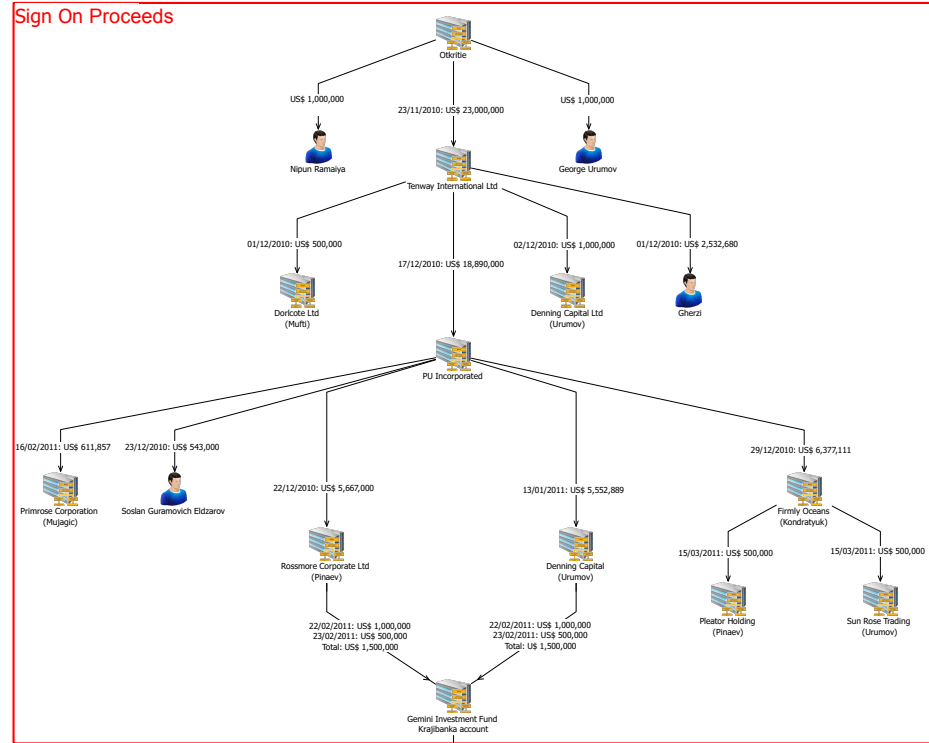 Sign On Proceeds
Otkritie
US$ 1,000,000
23/11/2010: US$ 23,000,000
US$ 1,000,000
Nipun Ramaiya
Tenway International Ltd
George Urumov
01/12/2010: US$ 500,000
17/12/2010: US$ 18,890,000
02/12/2010: US$ 1,000,000
01/12/2010: US$ 2,532,680
Dorlcote Ltd
(Mufti)
Denning Capital Ltd
(Urumov)
Gherzi
PU Incorporated
16/02/2011: US$ 611,857
23/12/2010: US$ 543,000
22/12/2010: US$ 5,667,000
13/01/2011: US$ 5,552,889
29/12/2010: US$ 6,377,111
Primrose Corporation
(Mujagic)
Soslan Guramovich Eldzarov
Firmly Oceans
(Kondratyuk)
Rossmore Corporate Ltd
(Pinaev)
Denning Capital
(Urumov)
15/03/2011: US$ 500,000
15/03/2011: US$ 500,000
Pleator Holding
(Pinaev)
Sun Rose Trading
(Urumov)
22/02/2011: US$ 1,000,000
23/02/2011: US$ 500,000
Total: US$ 1,500,000
22/02/2011: US$ 1,000,000
23/02/2011: US$ 500,000
Total: U$ 1,500,000
Gemini Investment Fund
Krajibanka account